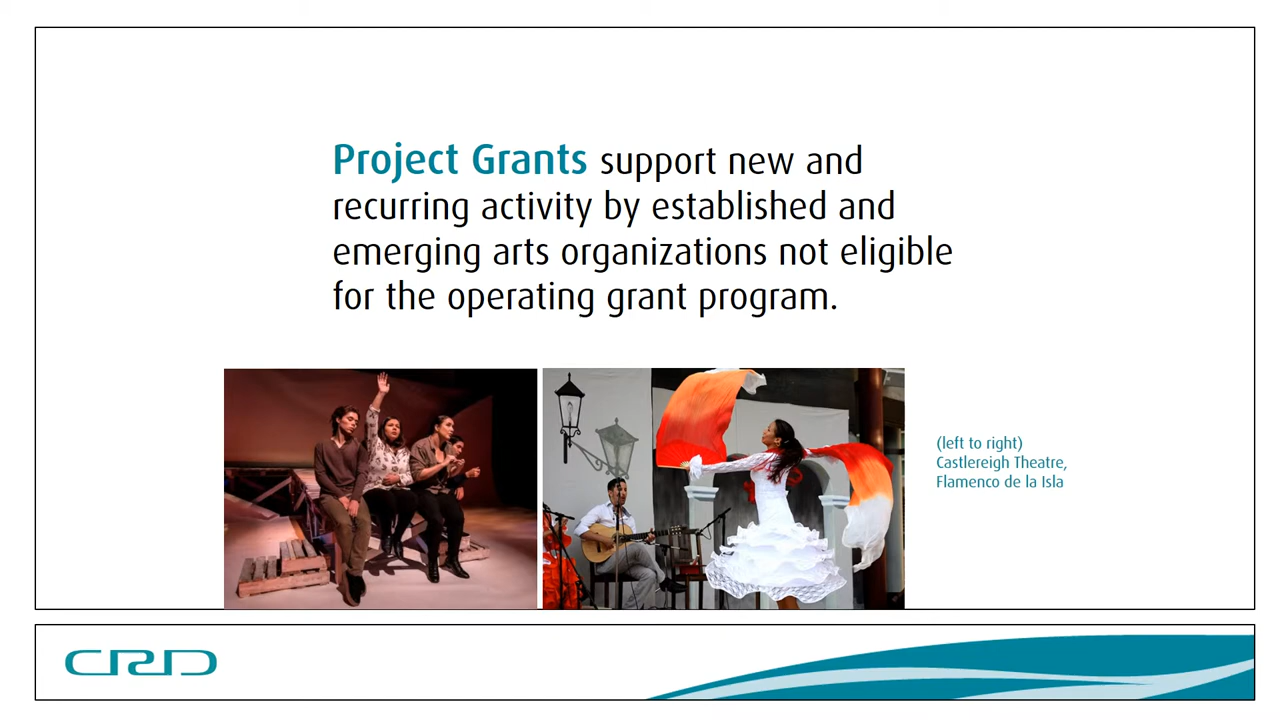 Project Grants support new and
recurring activity by established and
emerging arts organizations not eligible
for the operating grant program.
(left to right)
Castlereigh Theatre,
Flamenco de la Isla
CRD